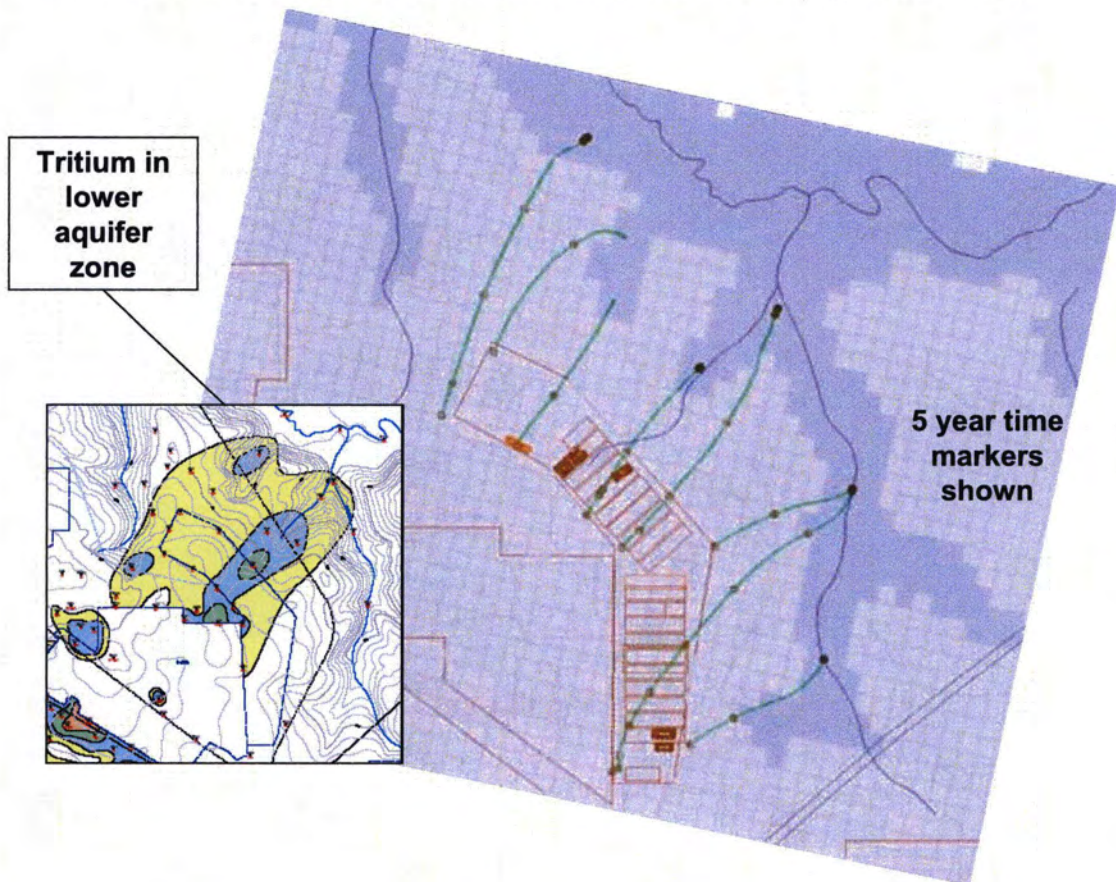 Tritium in
lower
aquifer
zone
5 year time
markers
shown